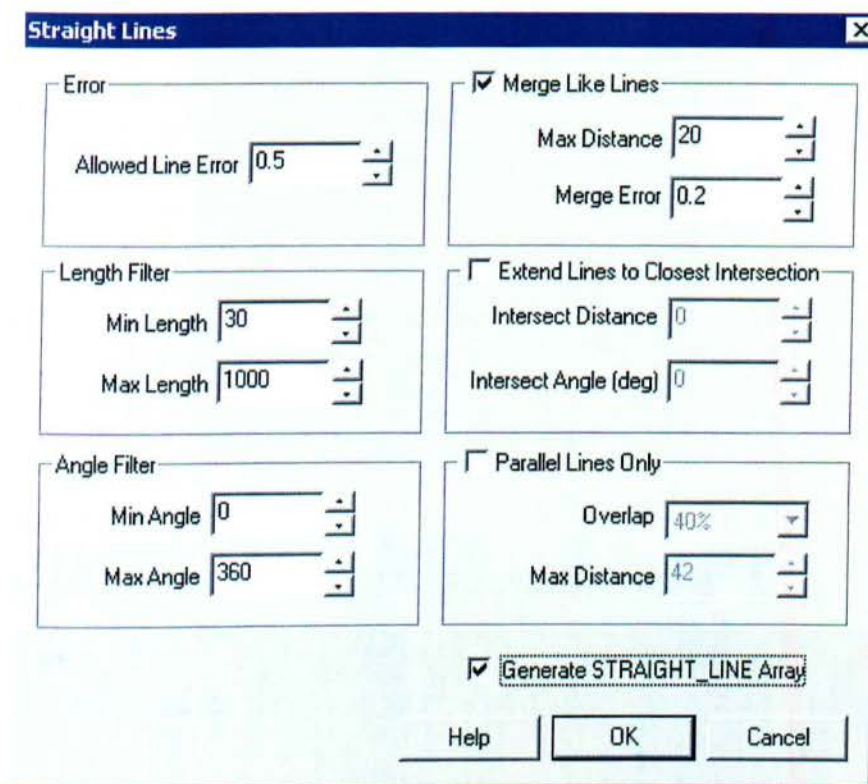 Straight Lines
Error
Allowed Line Error 0.5
Merge Like Lines
Max Distance 20
Merge Error 0.2
Length Filter
Min Length 30
Max Length 1000
Extend Lines to Closest Intersection
Intersect Distance 0
Intersect Angle (deg) 0
Angle Filter
Min Angle 0
Max Angle 360
Parallel Lines Only
Overlap 40%
Max Distance 42
Generate STRAIGHT_LINE Array
Help OK Cancel